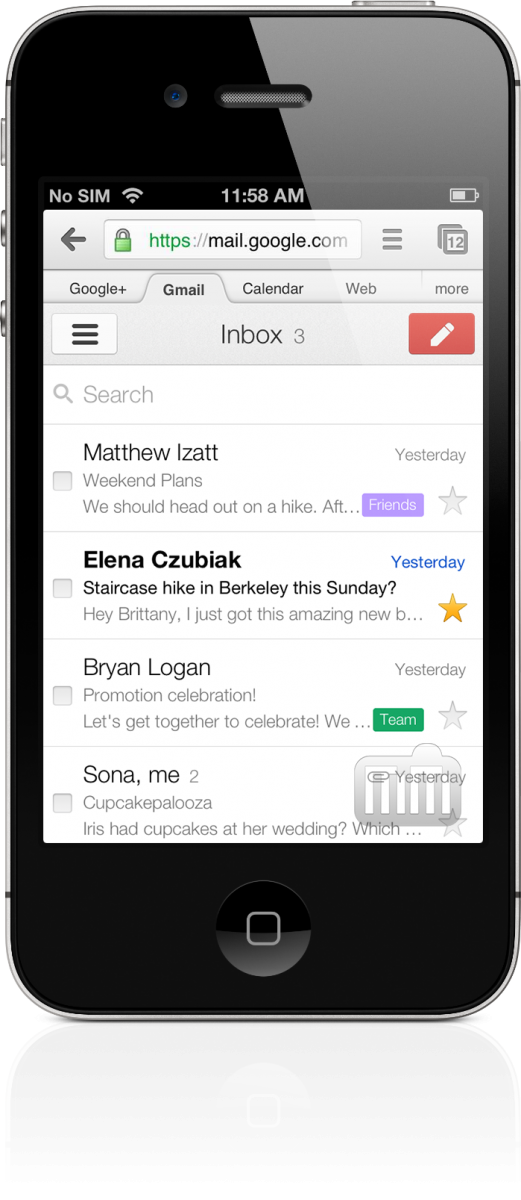 No SIM 11:58 AM
https://mail.google.com 12
Google+ Gmail Calendar Web more
Inbox 3
Search
Matthew Izatt Yesterday
Weekend Plans
We should head out on a hike. Aft... Friends
Elena Czubiak Yesterday
Staircase hike in Berkeley this Sunday?
Hey Brittany, I just got this amazing new b...
Bryan Logan Yesterday
Promotion celebration!
Let's get together to celebrate! We ... Team
Sona, me 2 Yesterday
Cupcakepalooza
Iris had cupcakes at her wedding? Which ...